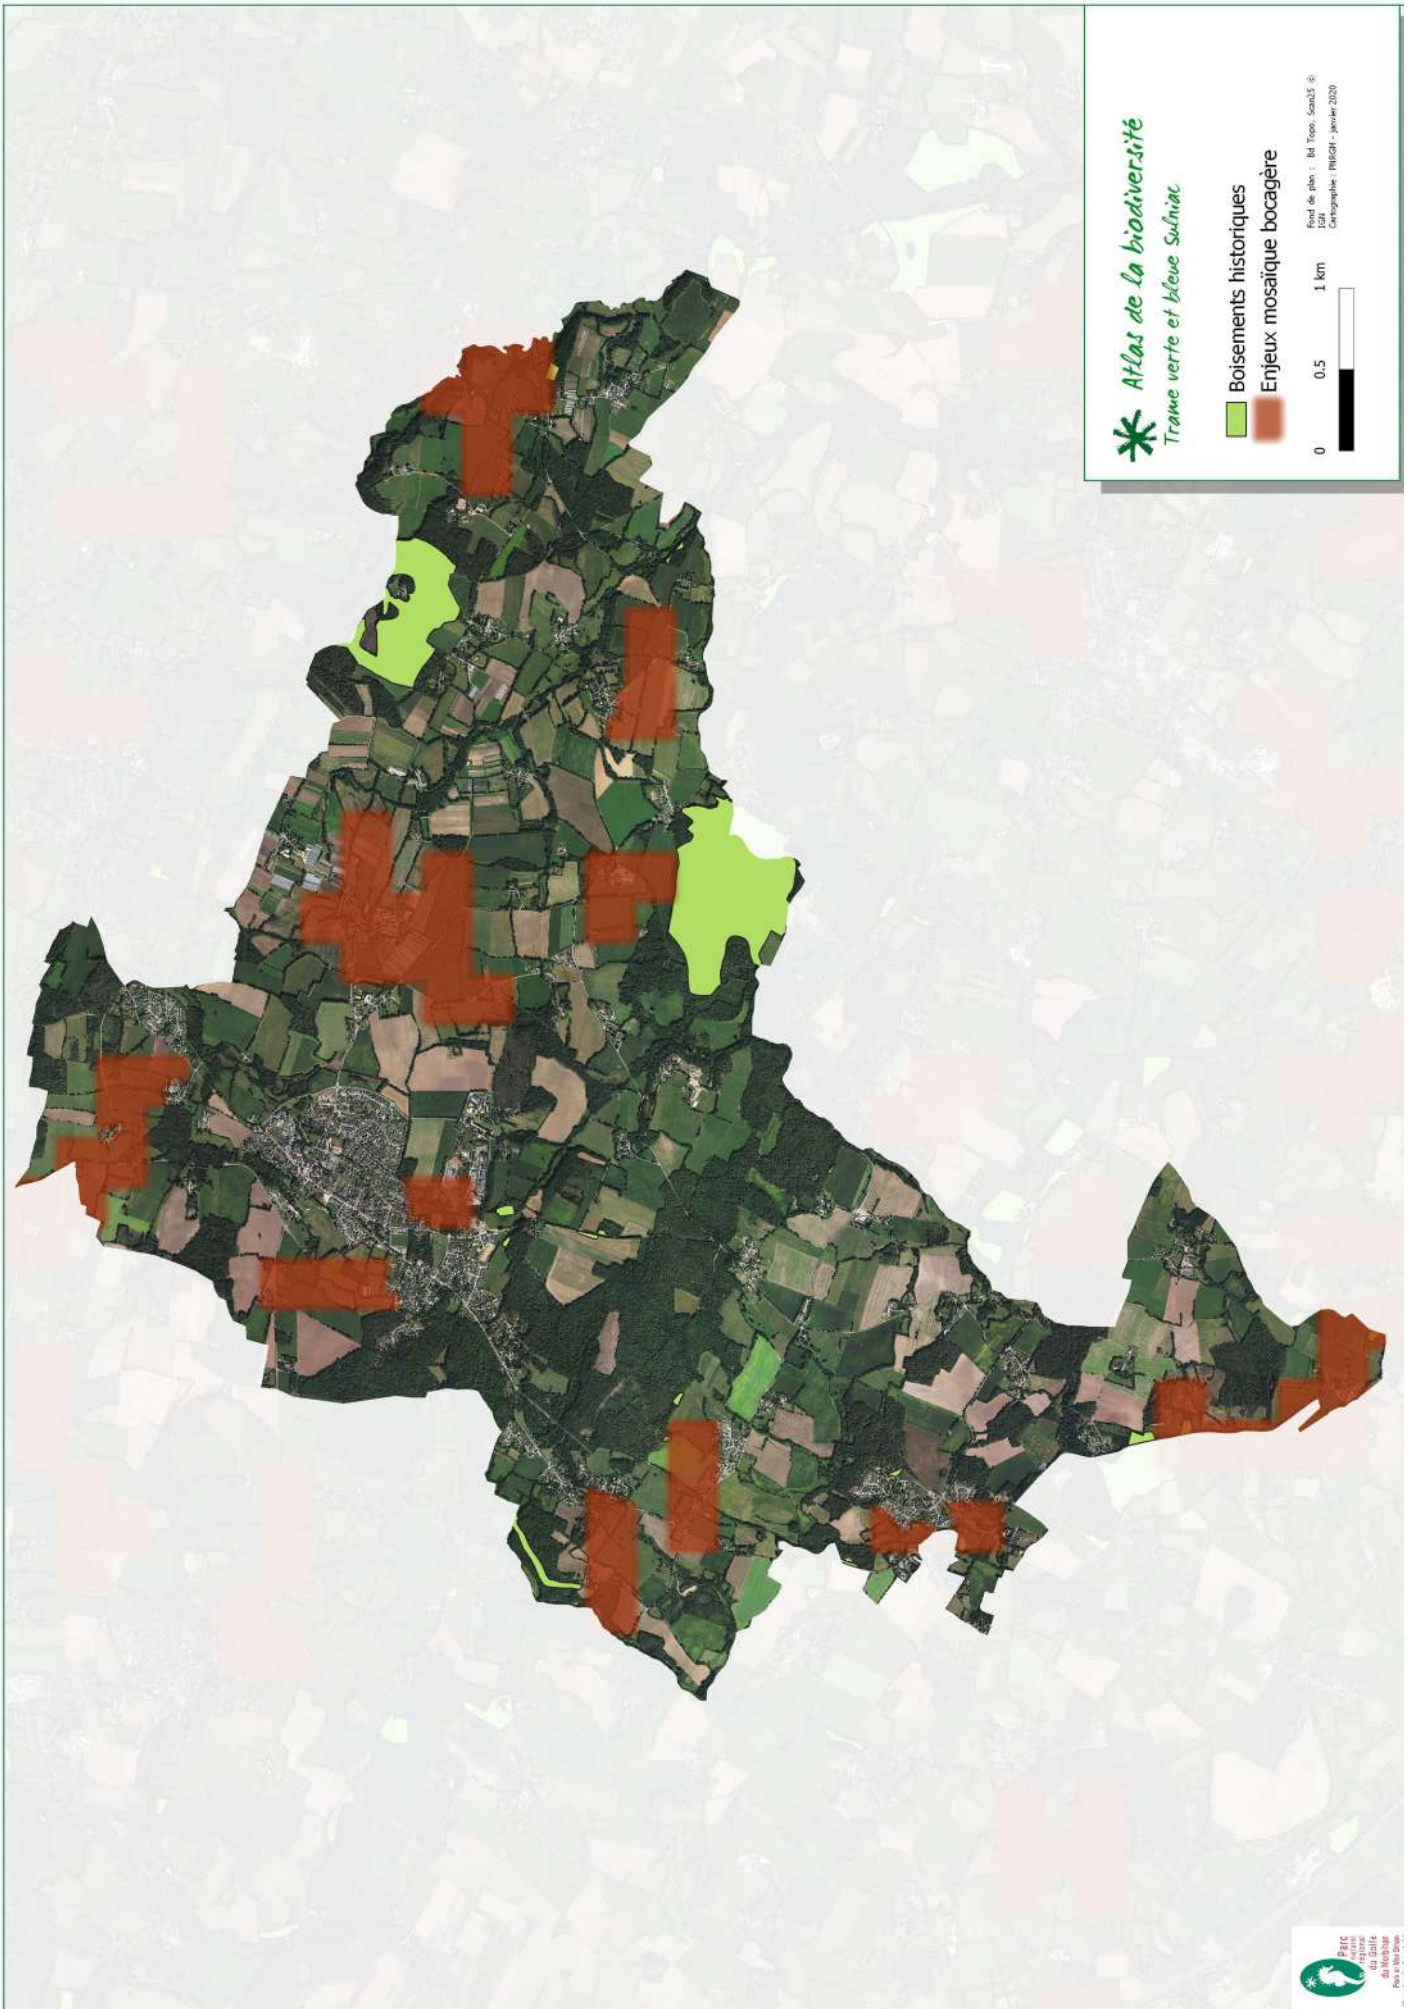 Atlas de la biodiversité
Trame verte et bleue Sulniac
Boisements historiques
Enjeux mosaïque bocagère
0 0.5 1 km
Fond de plan : Bd Topo, Scan25 ©
IGN
Cartographie : PNRGM - janvier 2020
Parc
naturel
régional
du Golfe
du Morbihan